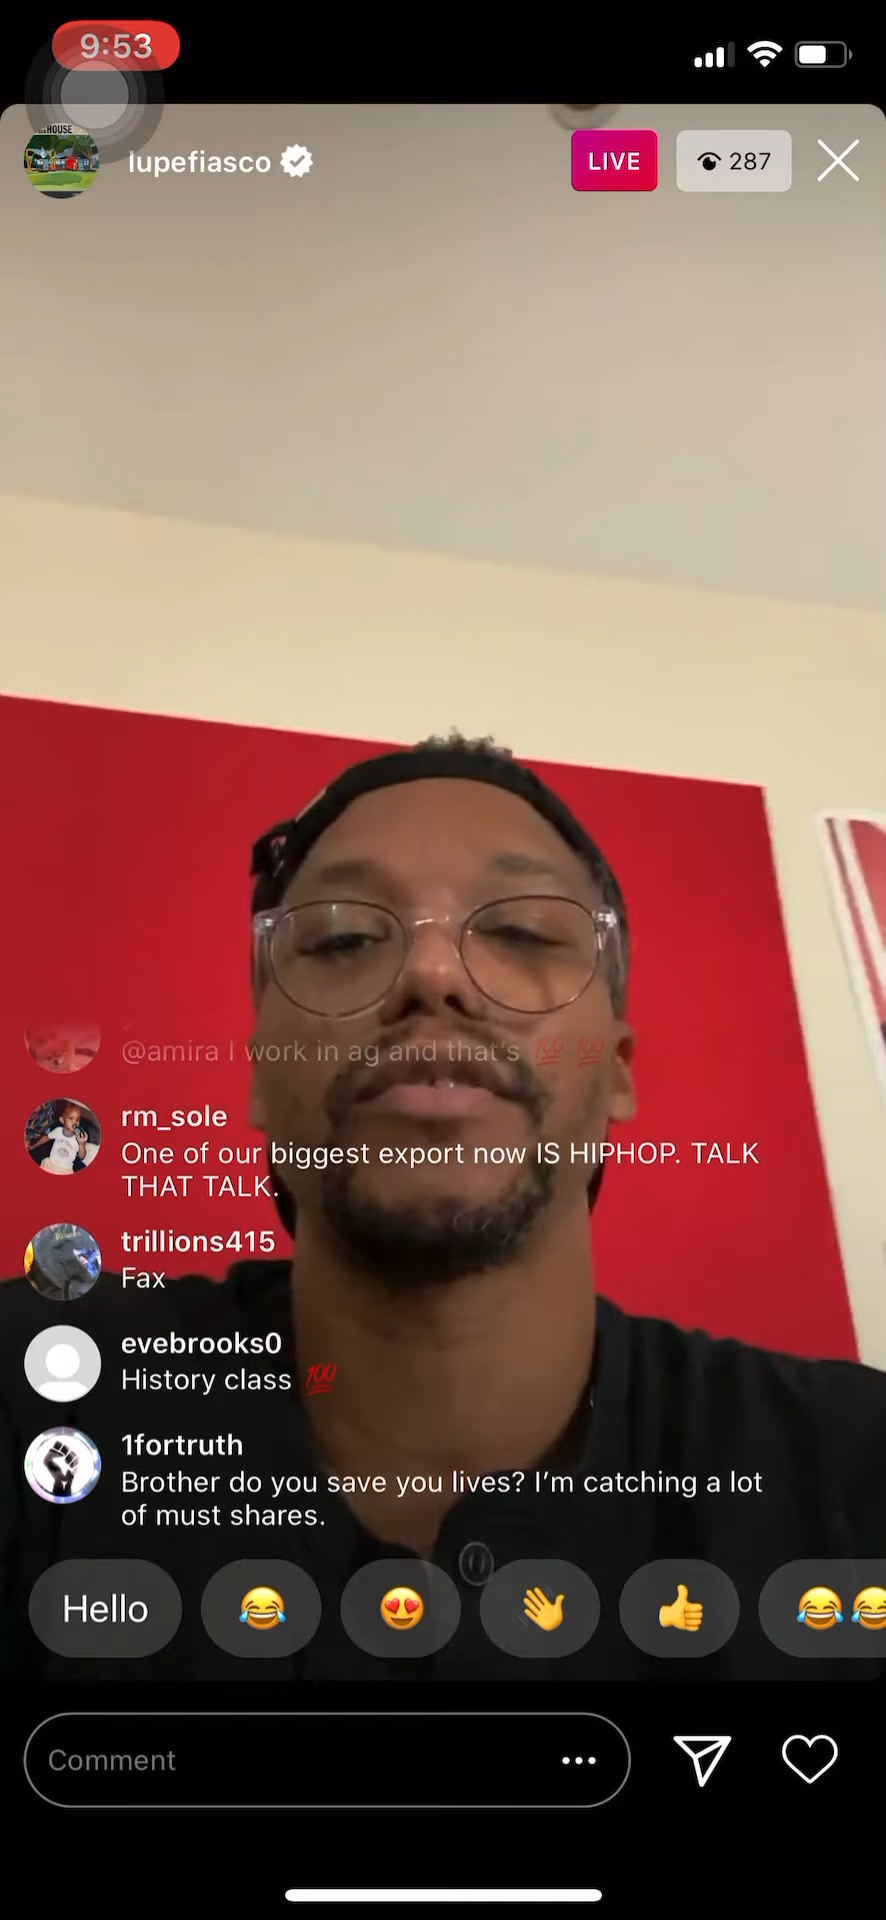 9:53
HOUSE
lupefiasco
LIVE
287
@amira I work in ag and that's 💯 💯
rm_sole
One of our biggest export now IS HIPHOP. TALK
THAT TALK.
trillions415
Fax
evebrooks0
History class 💯
1fortruth
Brother do you save you lives? I'm catching a lot
of must shares.
Hello
Comment